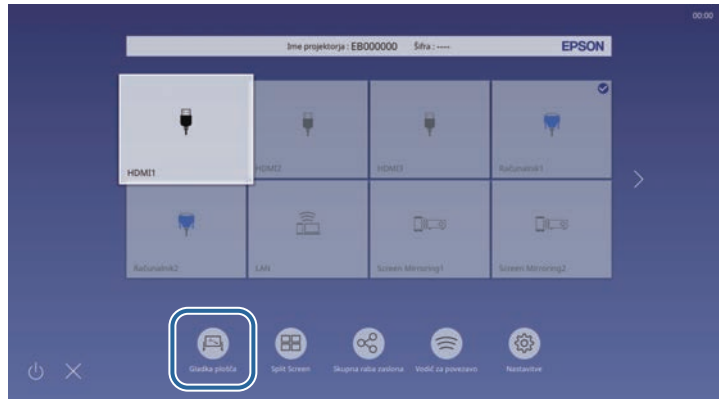 00:00
Ime projektorja : EB000000 Šifra : ----- EPSON
HDMI1 HDMI2 HDMI3 Računalnik1
Računalnik2 LAN Screen Mirroring1 Screen Mirroring2
Gladka plošča Split Screen Skupna raba zaslona Vodič za povezavo Nastavitve